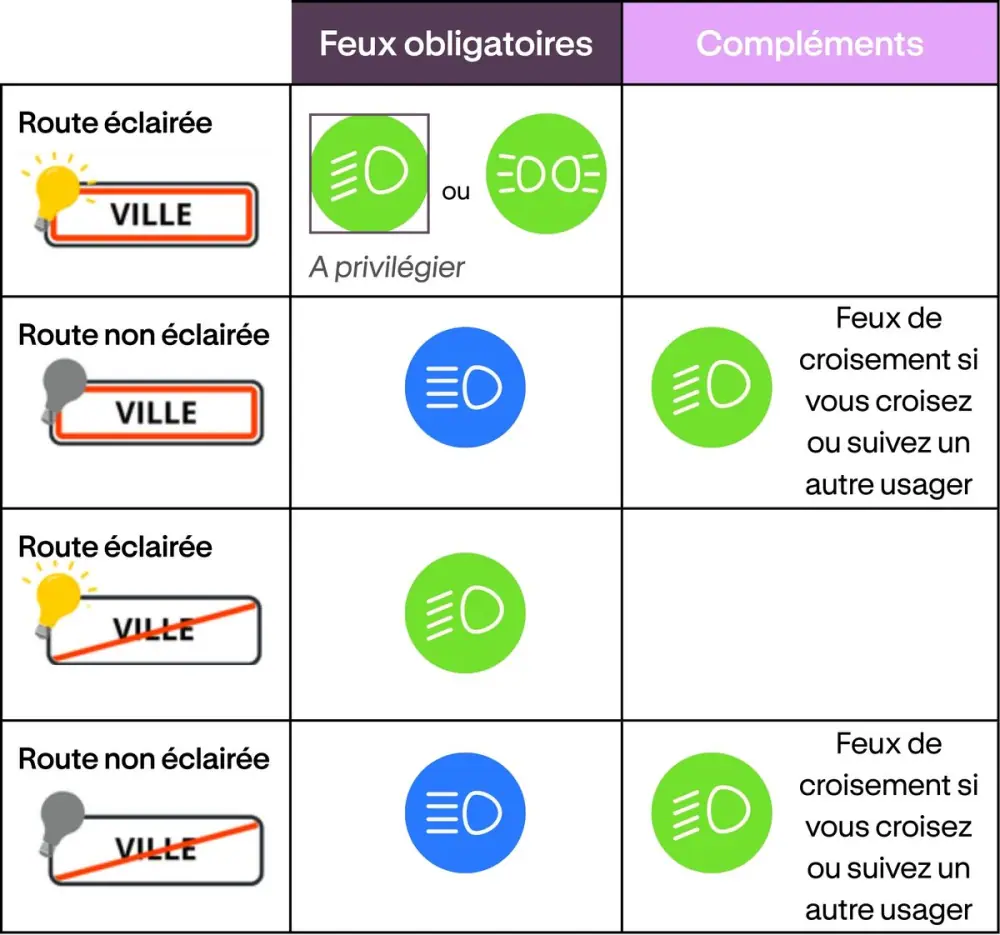 Feux obligatoires
Compléments
Route éclairée
VILLE
ou
A privilégier
Route non éclairée
VILLE
Feux de
croisement si
vous croisez
ou suivez un
autre usager
Route éclairée
VILLE
Route non éclairée
VILLE
Feux de
croisement si
vous croisez
ou suivez un
autre usager